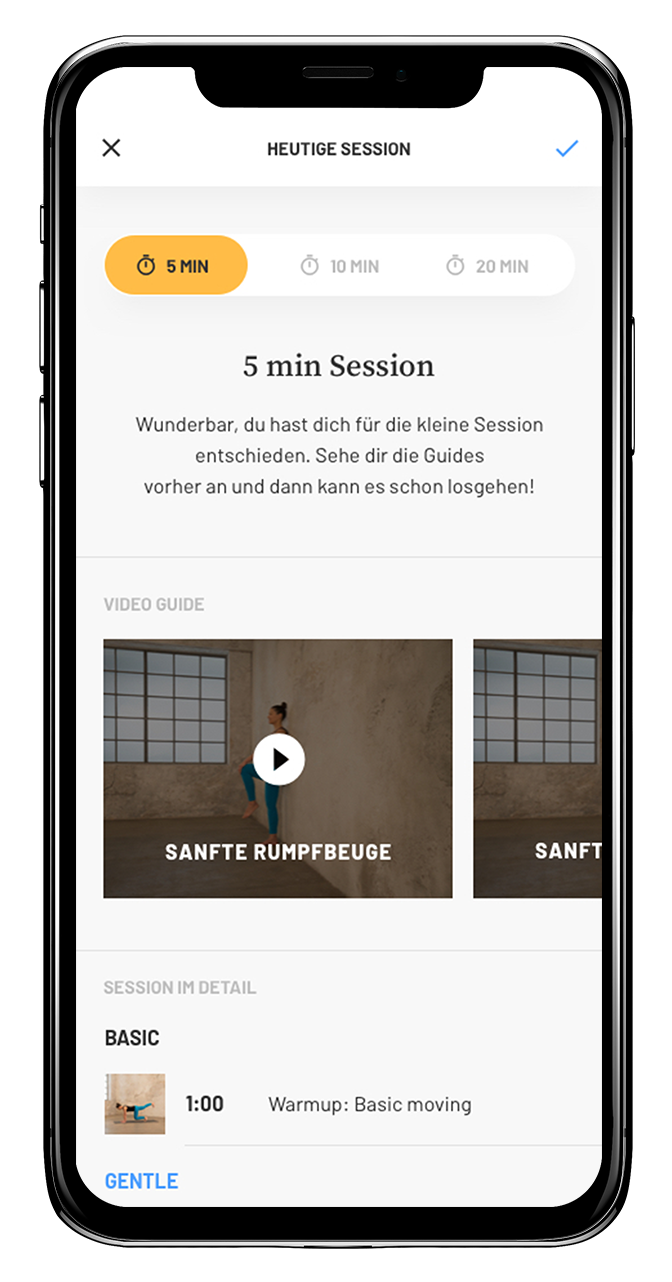 HEUTIGE SESSION
5 MIN
10 MIN
20 MIN
5 min Session
Wunderbar, du hast dich für die kleine Session
entschieden. Sehe dir die Guides
vorher an und dann kann es schon losgehen!
VIDEO GUIDE
SANFTE RUMPFBEUGE
SANFT
SESSION IM DETAIL
BASIC
1:00 Warmup: Basic moving
GENTLE